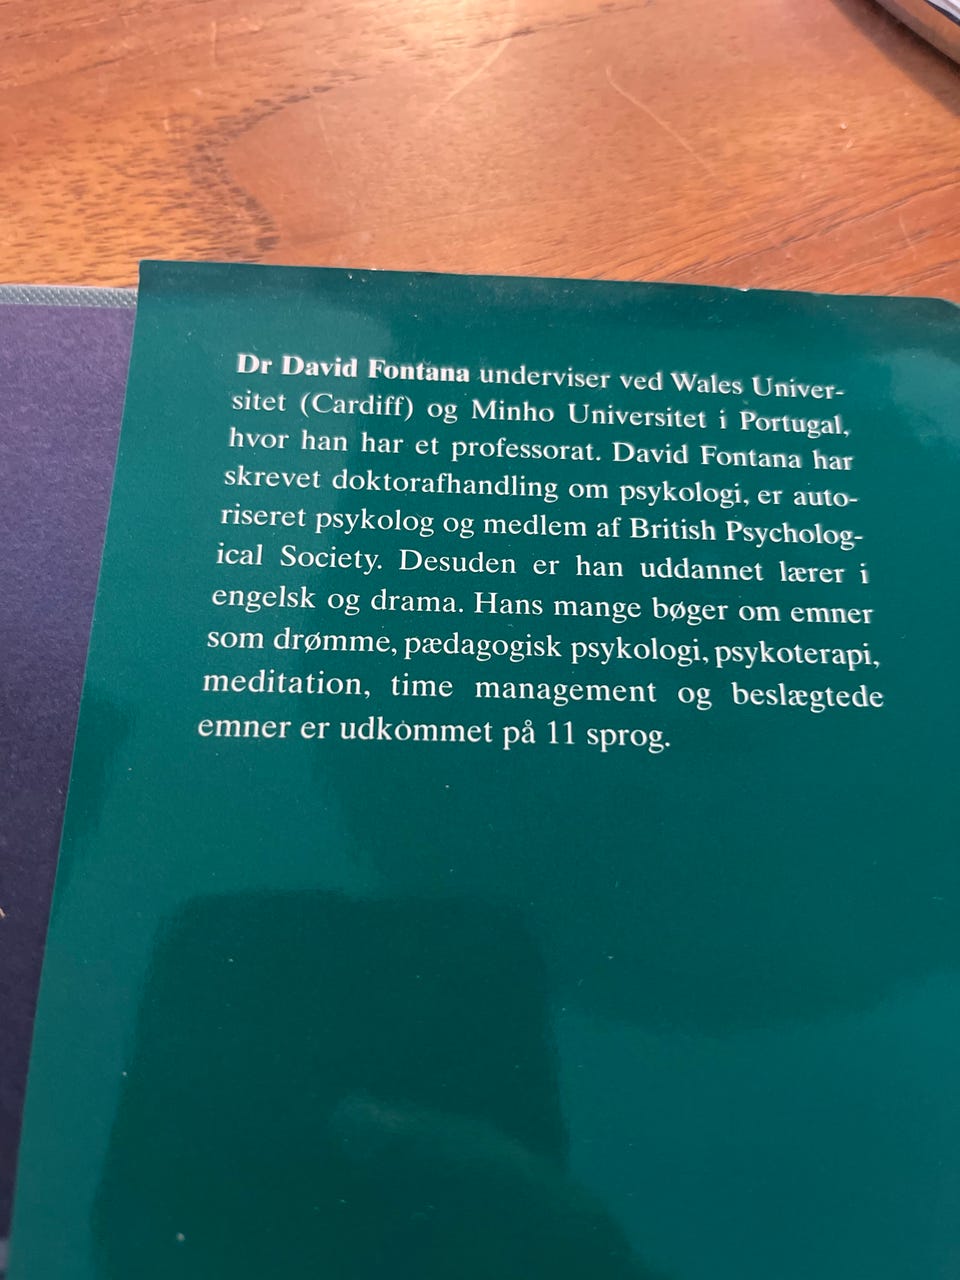 Dr David Fontana underviser ved Wales Univer-
sitet (Cardiff) og Minho Universitet i Portugal,
hvor han har et professorat. David Fontana har
skrevet doktorafhandling om psykologi, er auto-
riseret psykolog og medlem af British Psycholog-
ical Society. Desuden er han uddannet lærer i
engelsk og drama. Hans mange bøger om emner
som drømme, pædagogisk psykologi, psykoterapi,
meditation, time management og beslægtede
emner er udkommet på 11 sprog.